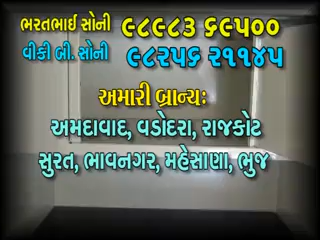 ભરતભાઈ સોની ૯૮૯૮૩ ૬૯૫૦૦
વીકી બી. સોની ૯૮૨૫૬ ૨૧૧૪૫
અમારી બ્રાન્ચઃ
અમદાવાદ, વડોદરા, રાજકોટ
સુરત, ભાવનગર, મહેસાણા, ભુજ